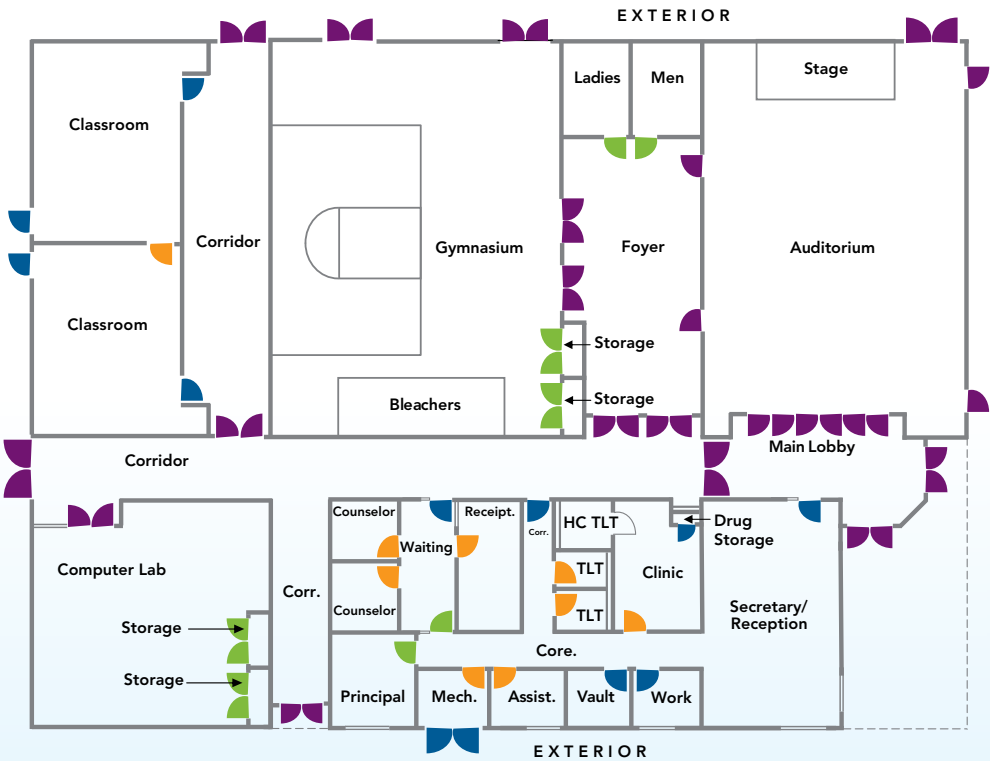 EXTERIOR
Ladies
Men
Stage
Classroom
Corridor
Gymnasium
Foyer
Auditorium
Classroom
Storage
Storage
Bleachers
Main Lobby
Corridor
Counselor
Receipt.
HC TLT
Drug
Storage
Corr.
Waiting
Computer Lab
TLT
Clinic
Corr.
Counselor
TLT
Secretary/
Reception
Storage
Core.
Storage
Principal
Mech.
Assist.
Vault
Work
EXTERIOR